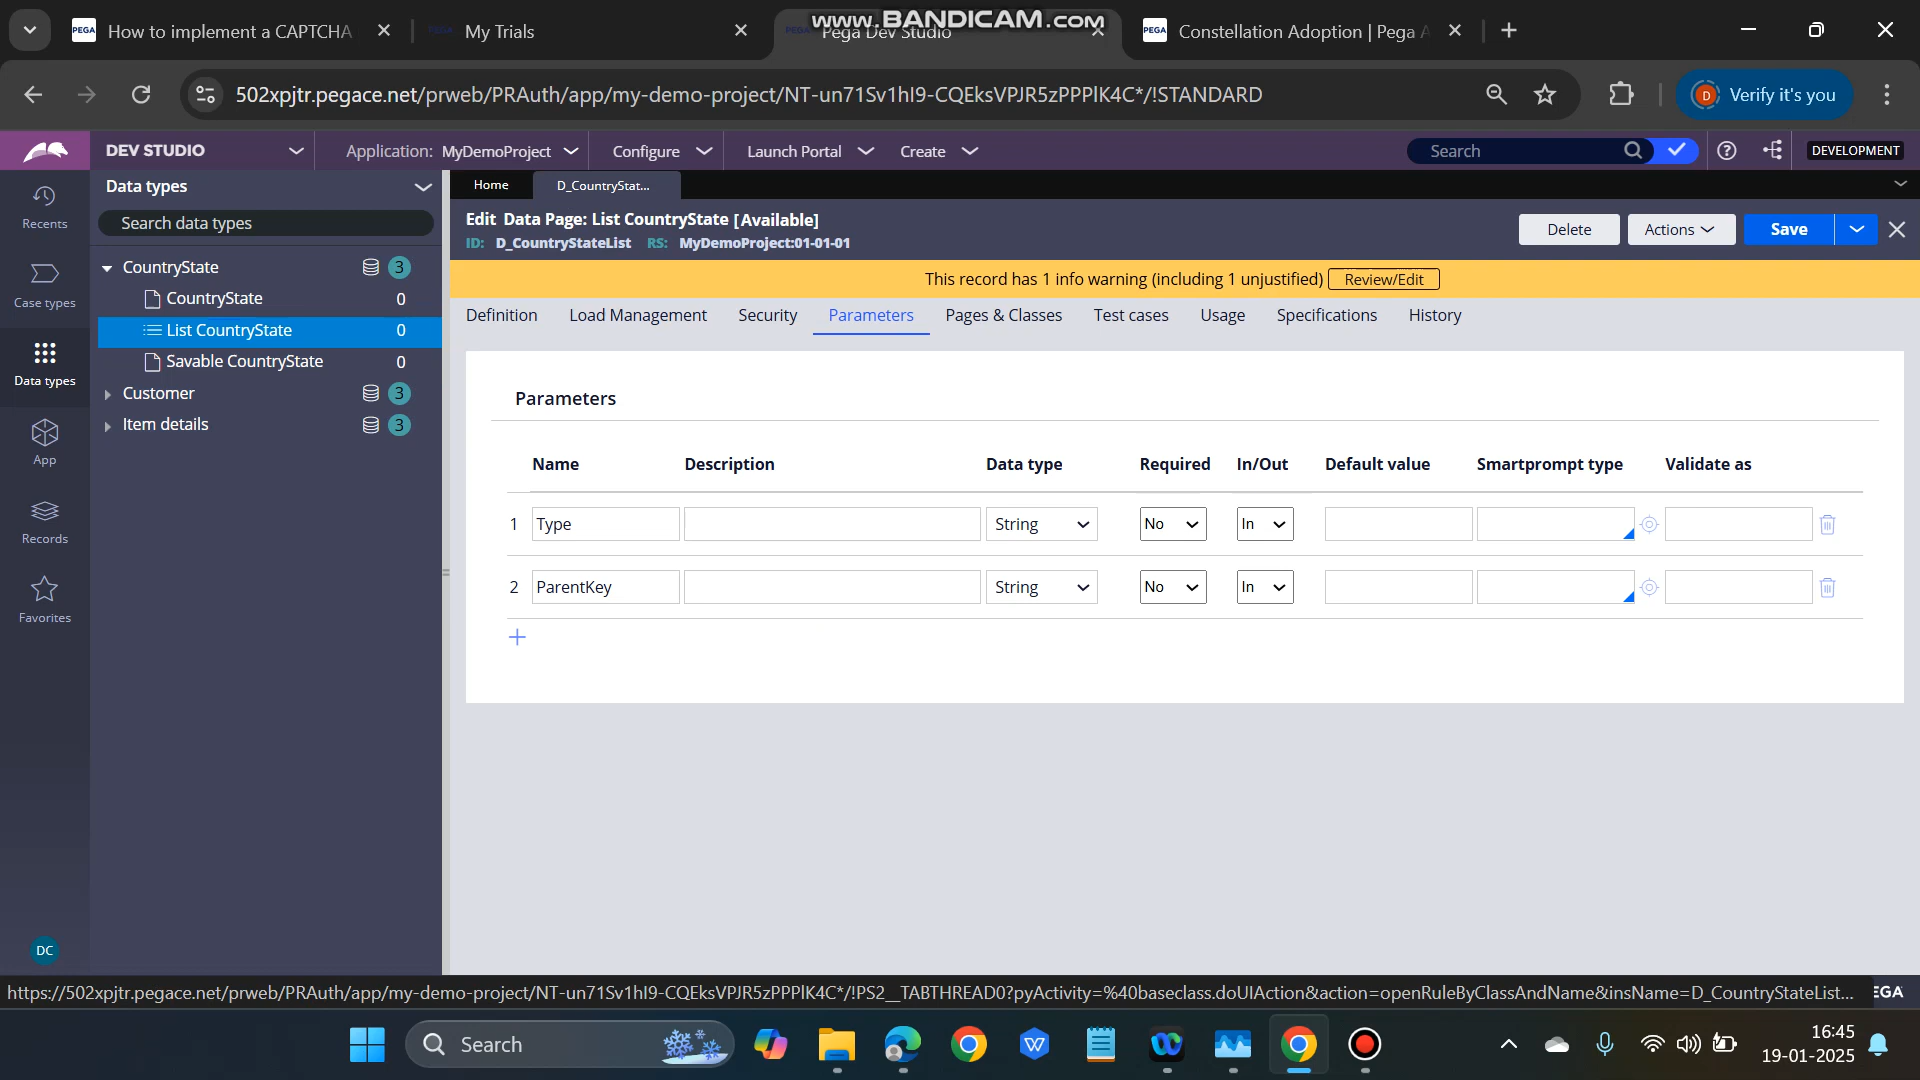 www.BANDICAM.com
PEGA How to implement a CAPTCHA
My Trials
Pega Dev Studio
PEGA Constellation Adoption | Pega A
502xpjtr.pegace.net/prweb/PRAuth/app/my-demo-project/NT-un71Sv1hI9-CQEksVPJR5zPPPlK4C*/!STANDARD
D Verify it's you
DEV STUDIO
Application: MyDemoProject
Configure
Launch Portal
Create
Search
DEVELOPMENT
Recents
Case types
Data types
App
Records
Favorites
DC
Data types
Search data types
CountryState 3
CountryState 0
List CountryState 0
Savable CountryState 0
Customer 3
Item details 3
Home
D_CountryStat...
Edit Data Page: List CountryState [Available]
ID: D_CountryStateList RS: MyDemoProject:01-01-01
Delete
Actions
Save
This record has 1 info warning (including 1 unjustified) Review/Edit
Definition Load Management Security Parameters Pages & Classes Test cases Usage Specifications History
Parameters
Name Description Data type Required In/Out Default value Smartprompt type Validate as
1 Type String No In
2 ParentKey String No In
https://502xpjtr.pegace.net/prweb/PRAuth/app/my-demo-project/NT-un71Sv1hI9-CQEksVPJR5zPPPlK4C*/!PS2__TABTHREAD0?pyActivity=%40baseclass.doUIAction&action=openRuleByClassAndName&insName=D_CountryStateList...
EGA
Search
16:45
19-01-2025